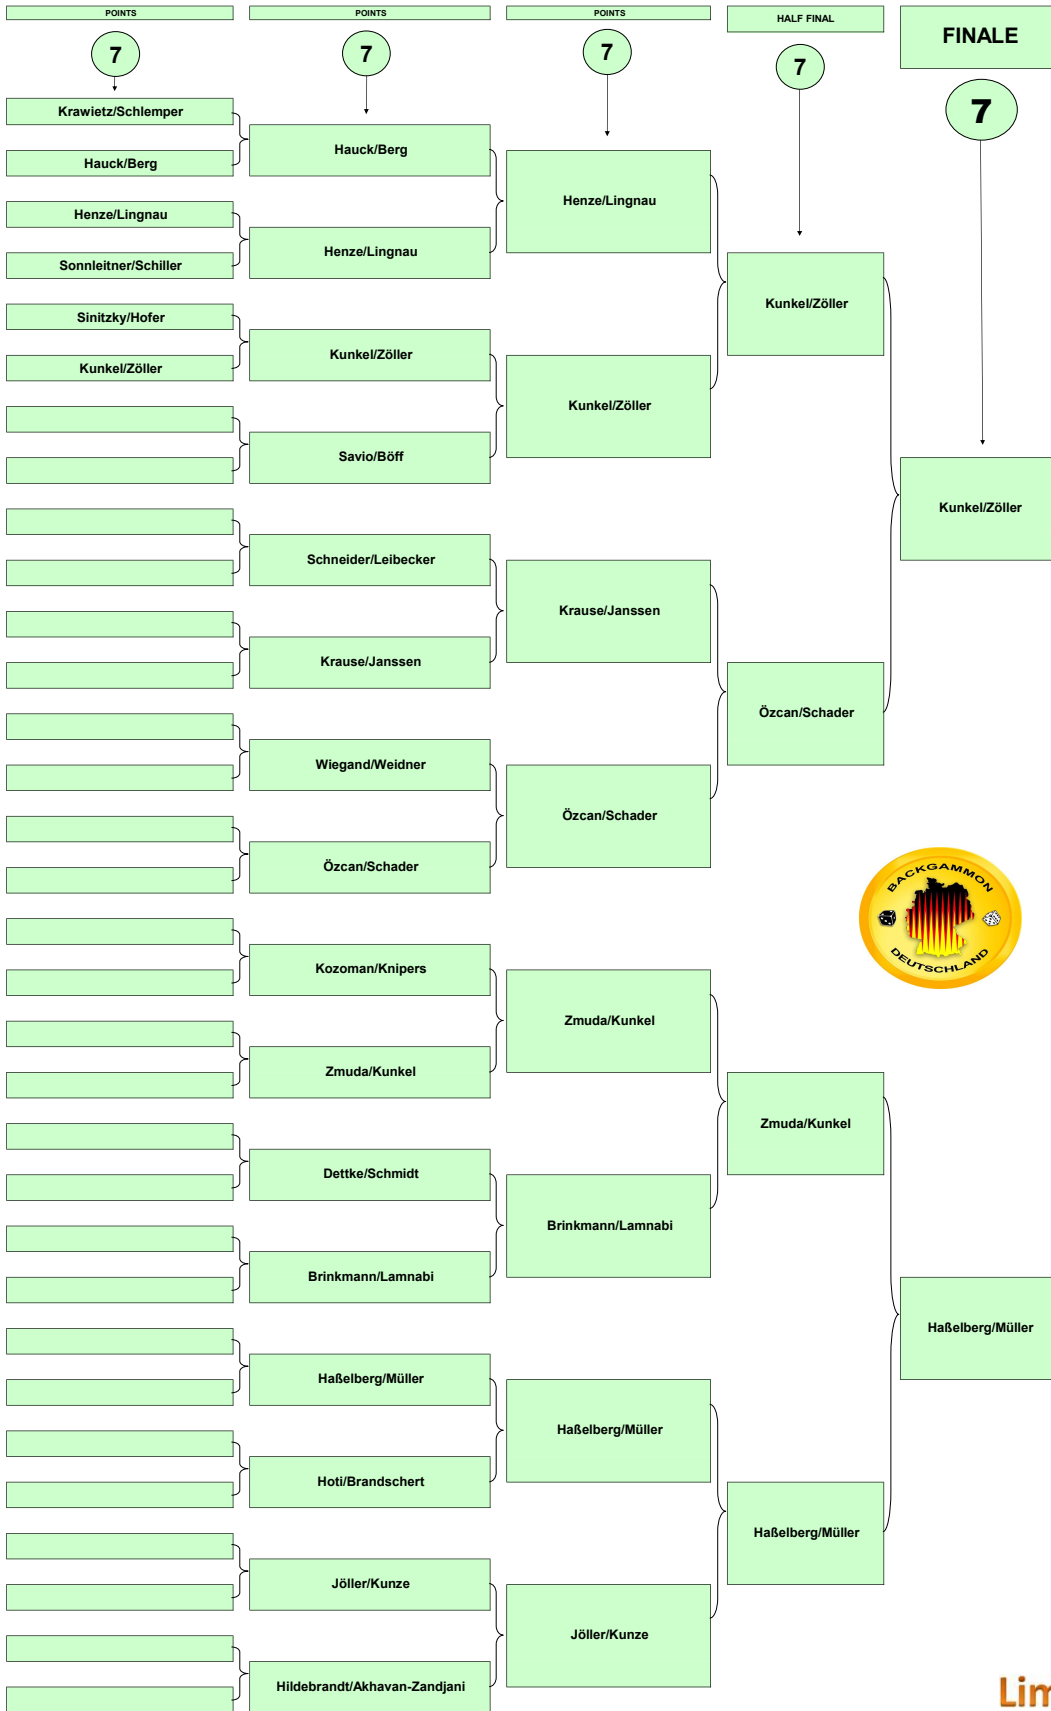 POINTS
POINTS
POINTS
HALF FINAL
FINALE
7
7
7
7
7
Krawietz/Schlemper
Hauck/Berg
Henze/Lingnau
Sonnleitner/Schiller
Sinitzky/Hofer
Kunkel/Zöller
Hauck/Berg
Henze/Lingnau
Kunkel/Zöller
Savio/Böff
Schneider/Leibecker
Krause/Janssen
Wiegand/Weidner
Özcan/Schader
Kozoman/Knipers
Zmuda/Kunkel
Dettke/Schmidt
Brinkmann/Lamnabi
Haßelberg/Müller
Hoti/Brandschert
Jöller/Kunze
Hildebrandt/Akhavan-Zandjani
Henze/Lingnau
Kunkel/Zöller
Krause/Janssen
Özcan/Schader
Zmuda/Kunkel
Brinkmann/Lamnabi
Haßelberg/Müller
Jöller/Kunze
Kunkel/Zöller
Özcan/Schader
Zmuda/Kunkel
Haßelberg/Müller
Kunkel/Zöller
Haßelberg/Müller
BACKGAMMON
DEUTSCHLAND
Lim